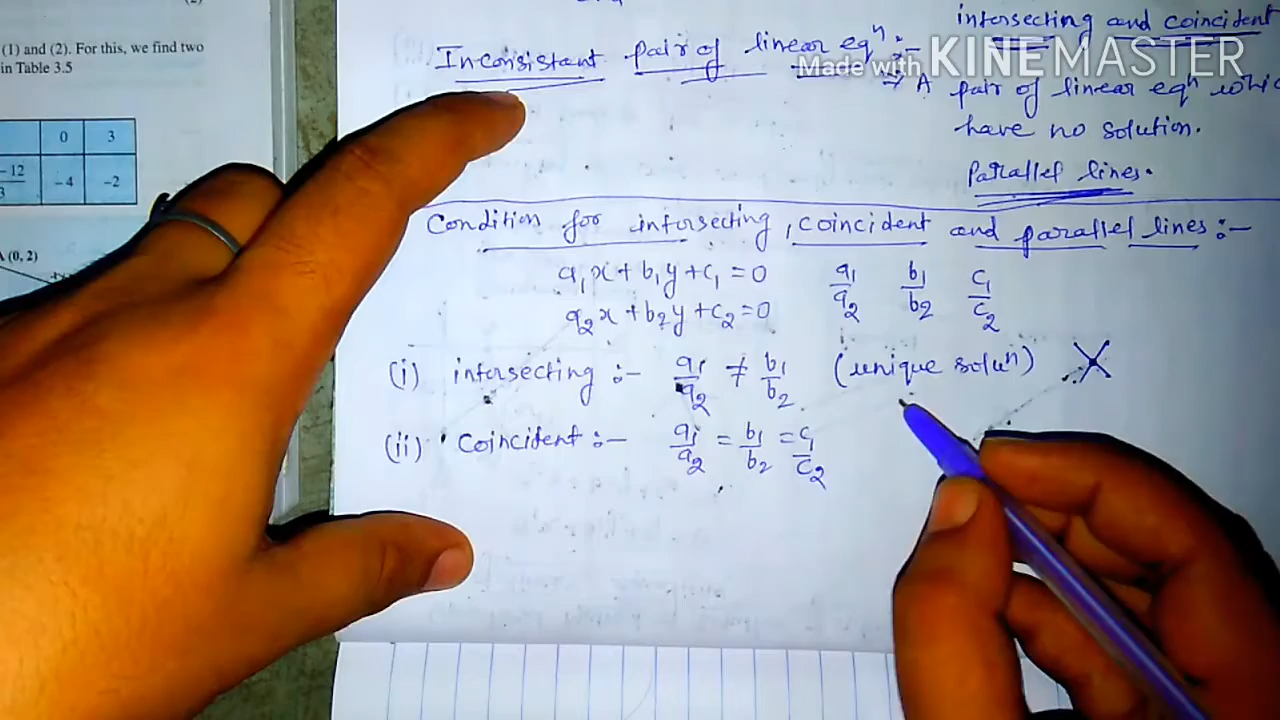 (1) and (2). For this, we find two
in Table 3.5
0 3
-12
3 -4 -2
A (0, 2)
intersecting and coincident
Inconsistant pair of linear eqⁿ :-
Made with KINEMASTER
⇒ A pair of linear eqⁿ
have no solution.
Parallel lines.
Condition for intersecting, coincident and parallel lines :-
a₁x + b₁y + c₁ = 0 a₁/a₂ b₁/b₂ c₁/c₂
a₂x + b₂y + c₂ = 0
(i) intersecting :- a₁/a₂ ≠ b₁/b₂ (unique soluⁿ)
(ii) Coincident :- a₁/a₂ = b₁/b₂ = c₁/c₂